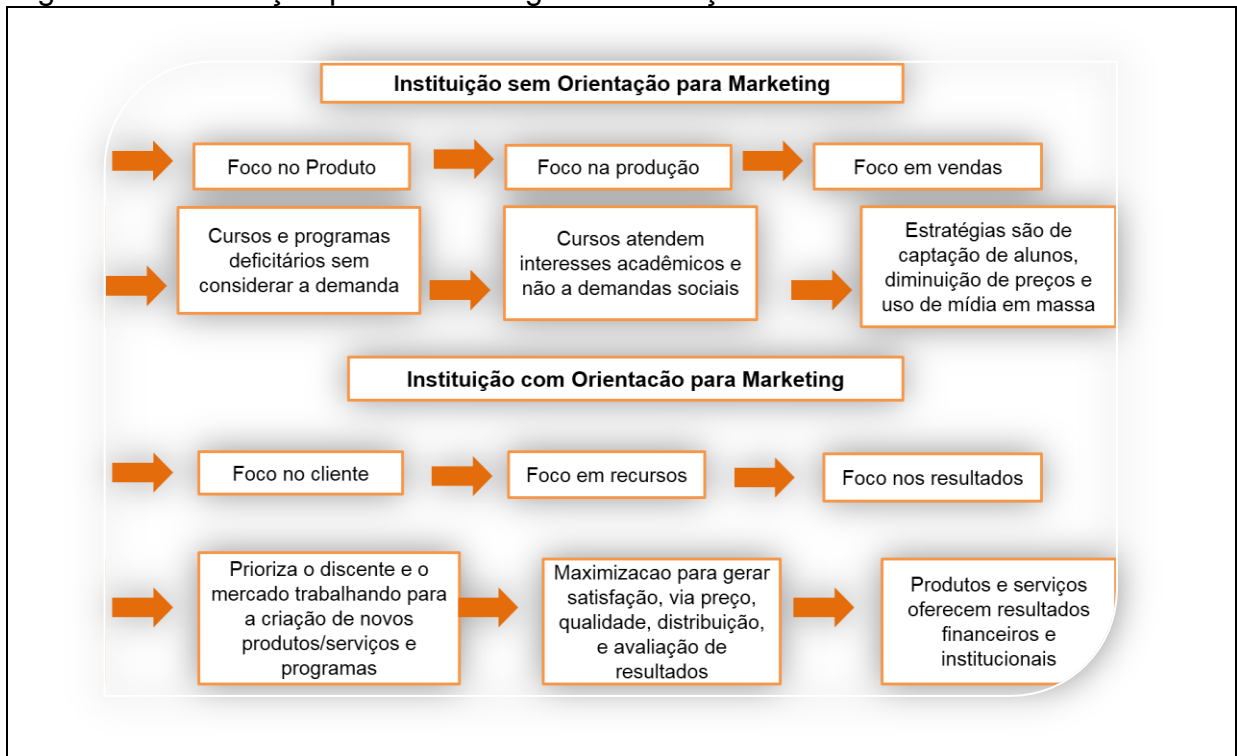 Instituição sem Orientação para Marketing
Foco no Produto
Foco na produção
Foco em vendas
Cursos e programas
deficitários sem
considerar a demanda
Cursos atendem
interesses acadêmicos e
não a demandas sociais
Estratégias são de
captação de alunos,
diminuição de preços e
uso de mídia em massa
Instituição com Orientacão para Marketing
Foco no cliente
Foco em recursos
Foco nos resultados
Prioriza o discente e o
mercado trabalhando para
a criação de novos
produtos/serviços e
programas
Maximizacao para gerar
satisfação, via preço,
qualidade, distribuição,
e avaliação de
resultados
Produtos e serviços
oferecem resultados
financeiros e
institucionais